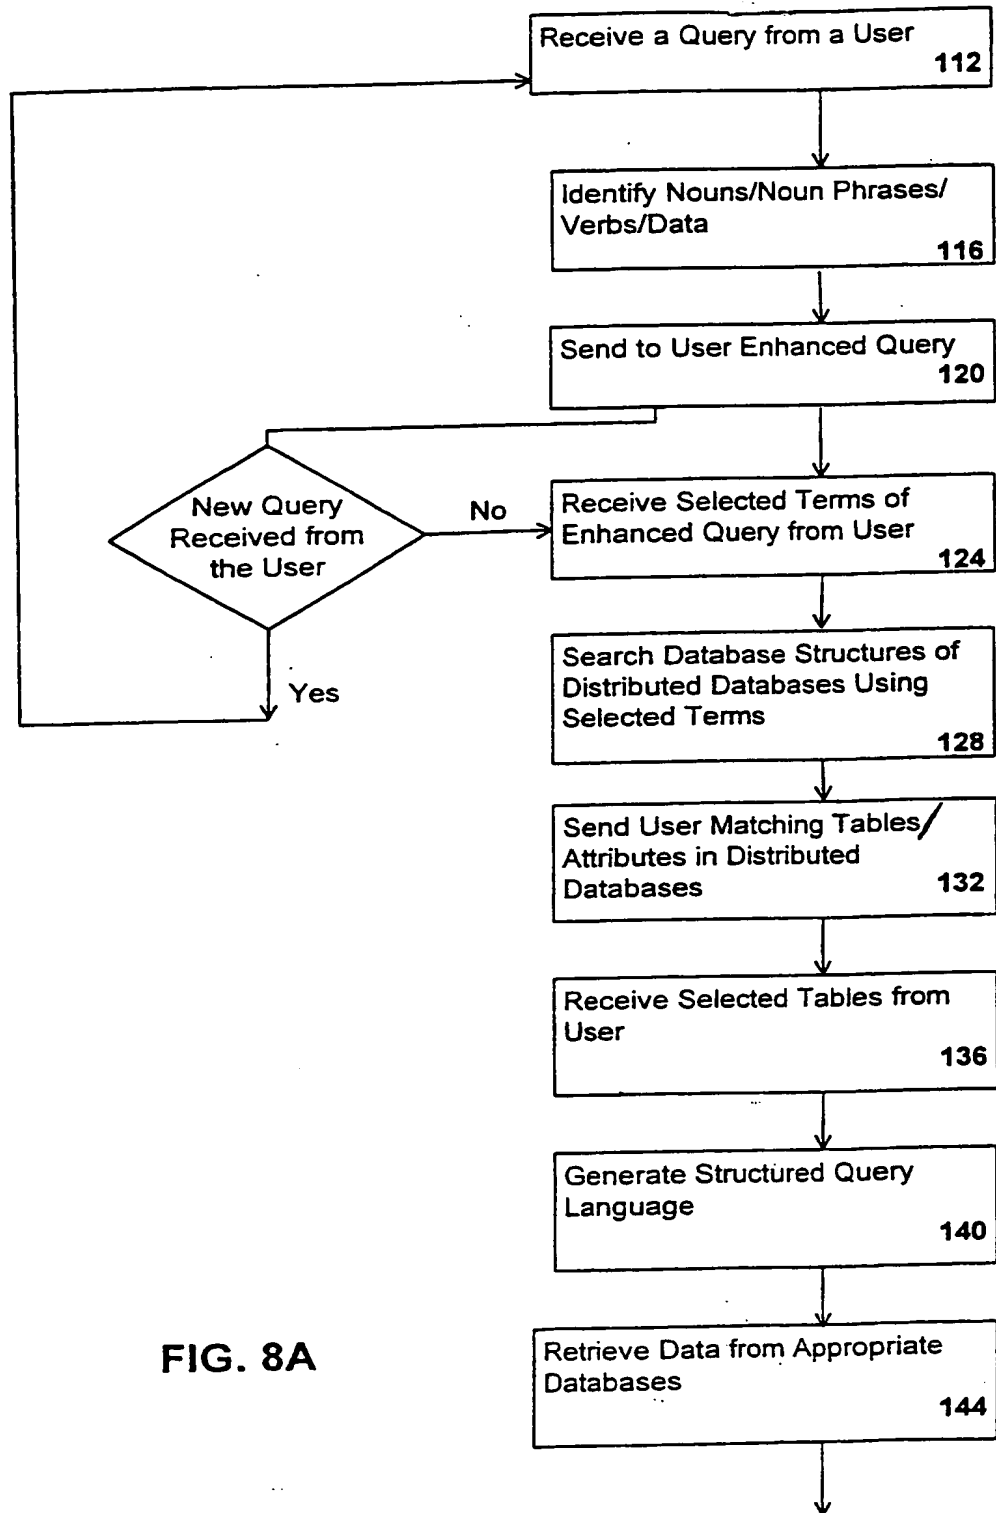 Receive a Query from a User
112
Identify Nouns/Noun Phrases/
Verbs/Data
116
Send to User Enhanced Query
120
New Query
Received from
the User
No
Yes
Receive Selected Terms of
Enhanced Query from User
124
Search Database Structures of
Distributed Databases Using
Selected Terms
128
Send User Matching Tables/
Attributes in Distributed
Databases
132
Receive Selected Tables from
User
136
Generate Structured Query
Language
140
Retrieve Data from Appropriate
Databases
144
FIG. 8A